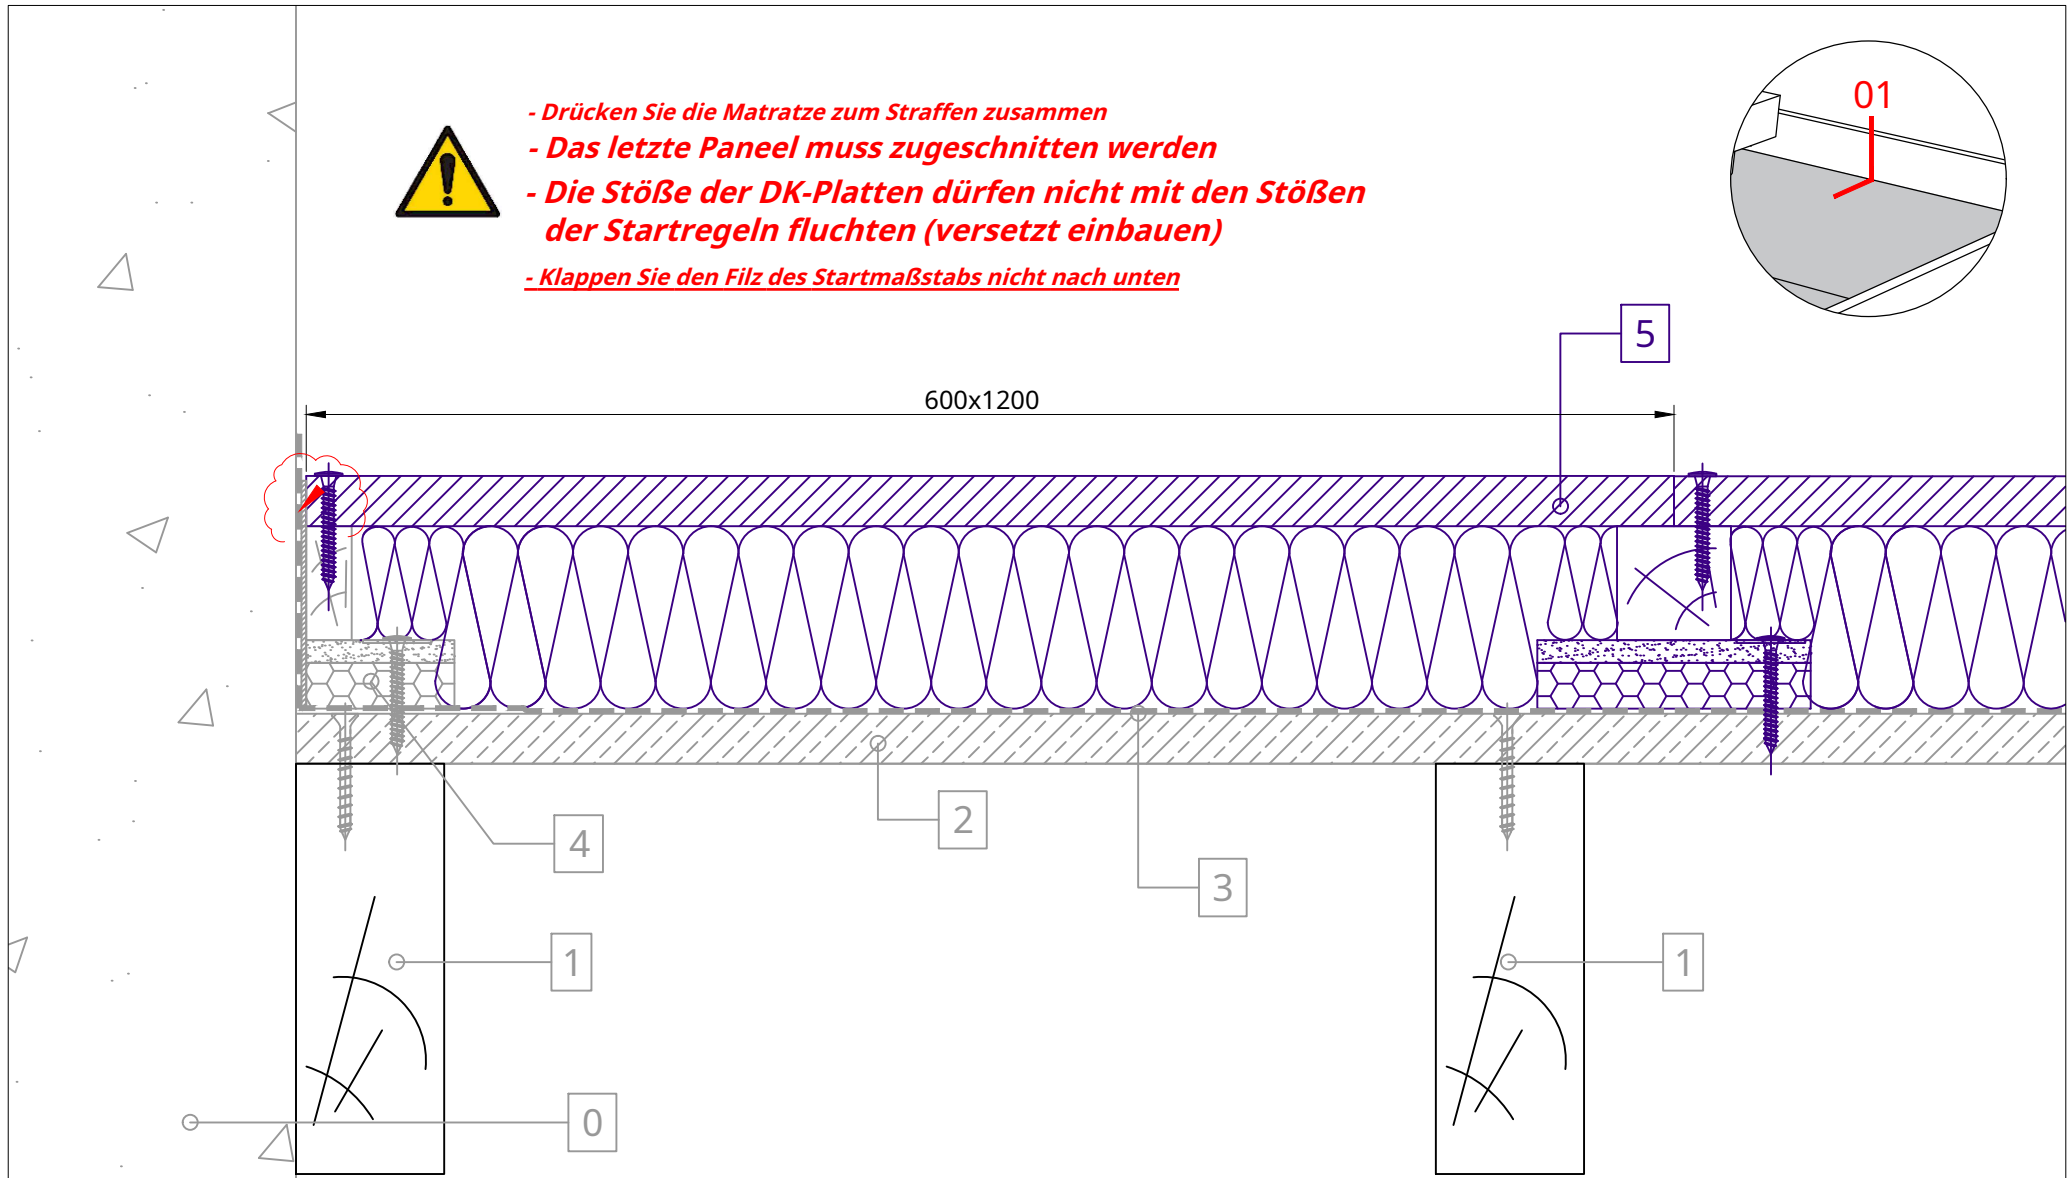 - Drücken Sie die Matratze zum Straffen zusammen
- Das letzte Paneel muss zugeschnitten werden
- Die Stöße der DK-Platten dürfen nicht mit den Stößen
der Startregeln fluchten (versetzt einbauen)
- Klappen Sie den Filz des Startmaßstabs nicht nach unten
01
5
600x1200
2
4
3
1
1
0